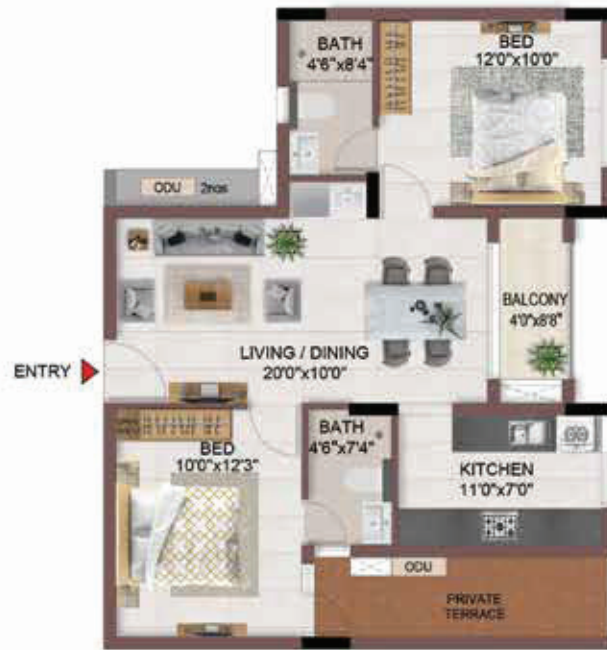 BATH
4'6"x8'4"
BED
12'0"x10'0"
ODU 2nos
BALCONY
4'0"x8'8"
LIVING / DINING
20'0"x10'0"
ENTRY
BED
10'0"x12'3"
BATH
4'6"x7'4"
KITCHEN
11'0"x7'0"
ODU
PRIVATE
TERRACE